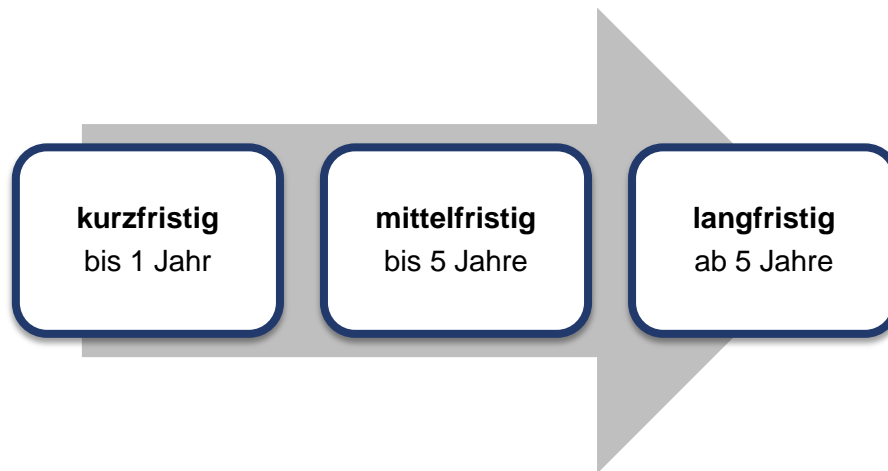 kurzfristig
bis 1 Jahr
mittelfristig
bis 5 Jahre
langfristig
ab 5 Jahre